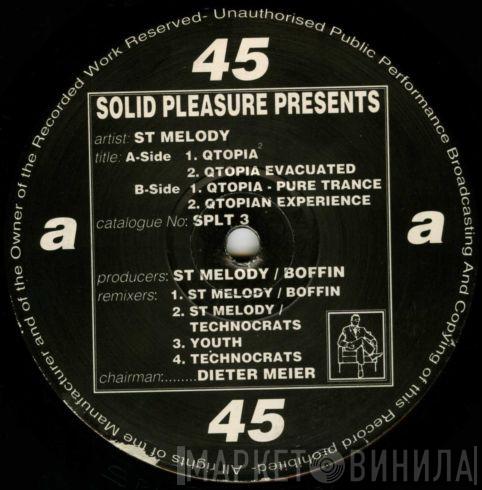 45
SOLID PLEASURE PRESENTS
artist: ST MELODY
title: A-Side 1. QTOPIA 2
2. QTOPIA EVACUATED
B-Side 1. QTOPIA - PURE TRANCE
2. QTOPIAN EXPERIENCE
catalogue No: SPLT 3
a
a
producers: ST MELODY / BOFFIN
remixers: 1. ST MELODY / BOFFIN
2. ST MELODY /
TECHNOCRATS
3. YOUTH
4. TECHNOCRATS
chairman:........DIETER MEIER
45
All rights of the Manufacturer and of the Owner of the Recorded Work Reserved- Unauthorised Public Performance Broadcasting And Copying of this Record prohibited-
МАРКЕТ ВИНИЛА